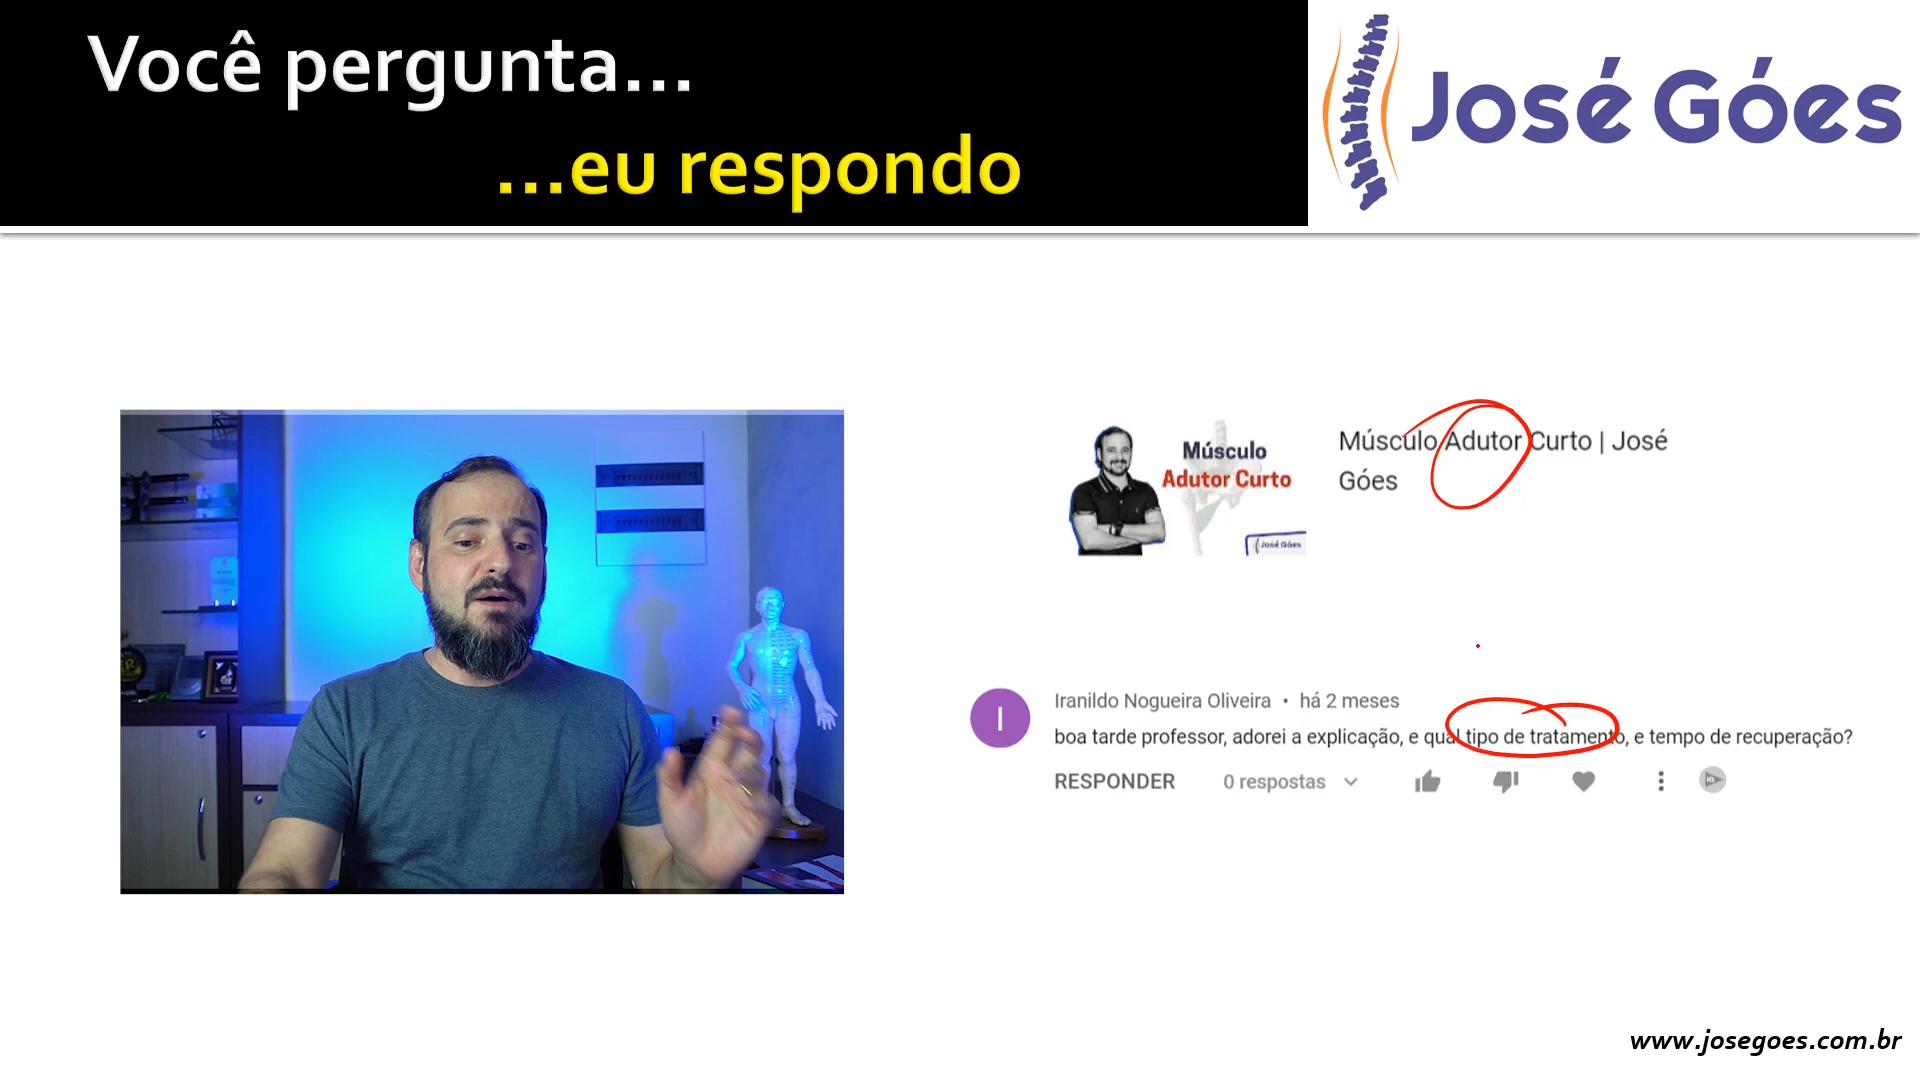 Você pergunta...
...eu respondo
José Góes
Músculo
Adutor Curto
José Góes
Músculo Adutor Curto | José
Góes
I
Iranildo Nogueira Oliveira • há 2 meses
boa tarde professor, adorei a explicação, e qual tipo de tratamento, e tempo de recuperação?
RESPONDER 0 respostas
www.josegoes.com.br